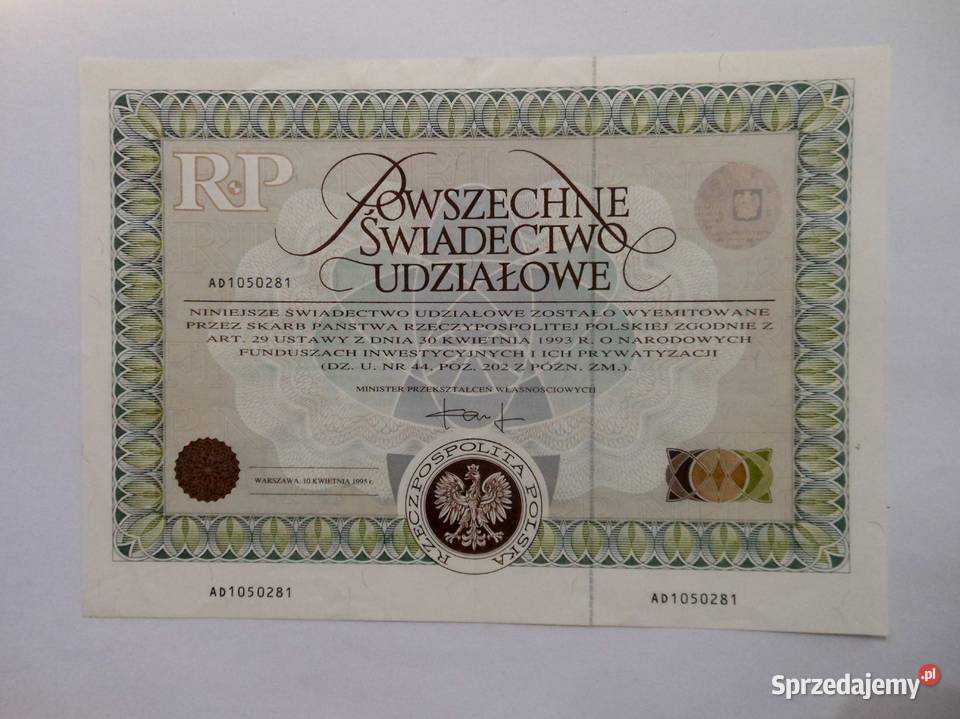 RP
POWSZECHNE
ŚWIADECTWO
UDZIAŁOWE
AD1050281
NINIEJSZE ŚWIADECTWO UDZIAŁOWE ZOSTAŁO WYEMITOWANE
PRZEZ SKARB PAŃSTWA RZECZYPOSPOLITEJ POLSKIEJ ZGODNIE Z
ART. 29 USTAWY Z DNIA 30 KWIETNIA 1993 R. O NARODOWYCH
FUNDUSZACH INWESTYCYJNYCH I ICH PRYWATYZACJI
(DZ. U. NR 44, POZ. 202 Z PÓŹN. ZM.).
MINISTER PRZEKSZTAŁCEŃ WŁASNOŚCIOWYCH
WARSZAWA, 10 KWIETNIA 1995 r.
RZECZPOSPOLITA POLSKA
AD1050281
AD1050281
Sprzedajemy.pl